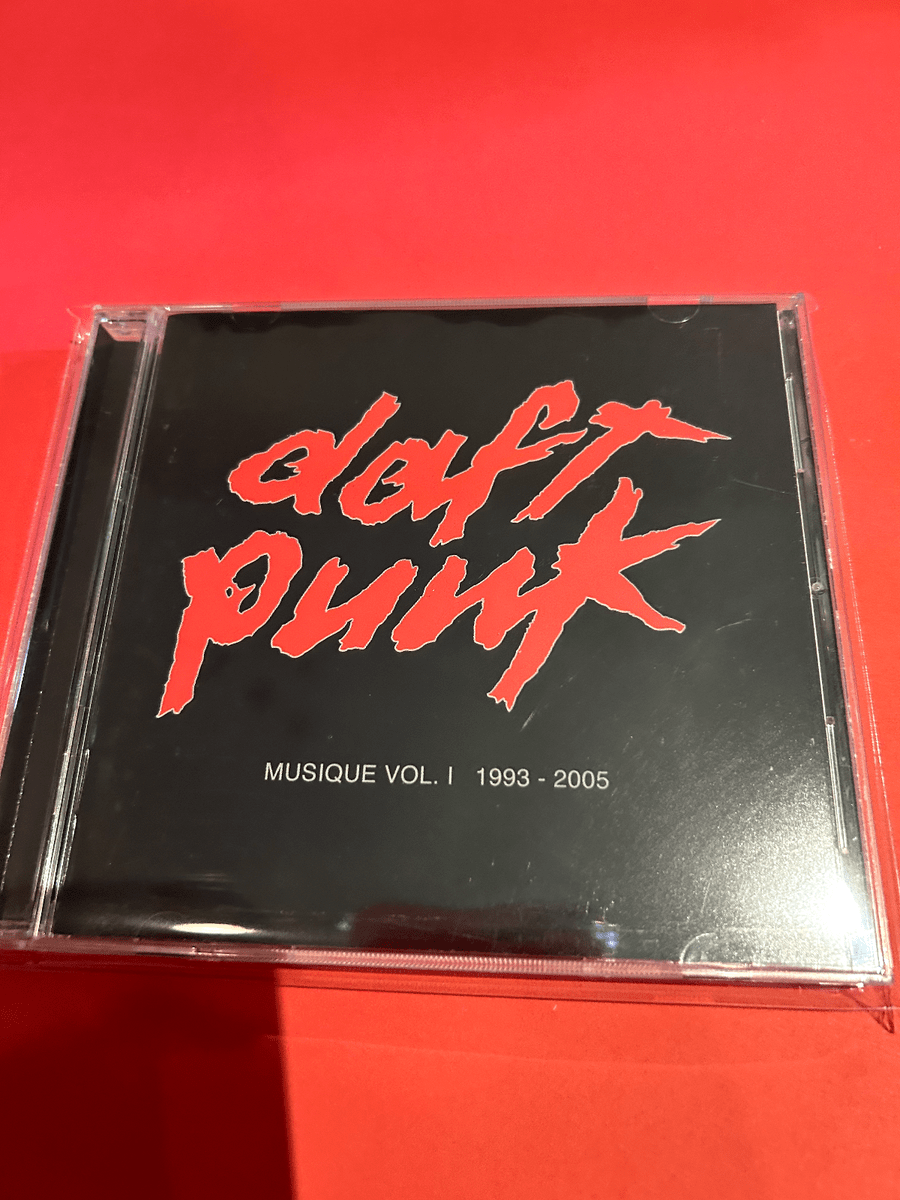 daft
punk
MUSIQUE VOL. I 1993 - 2005